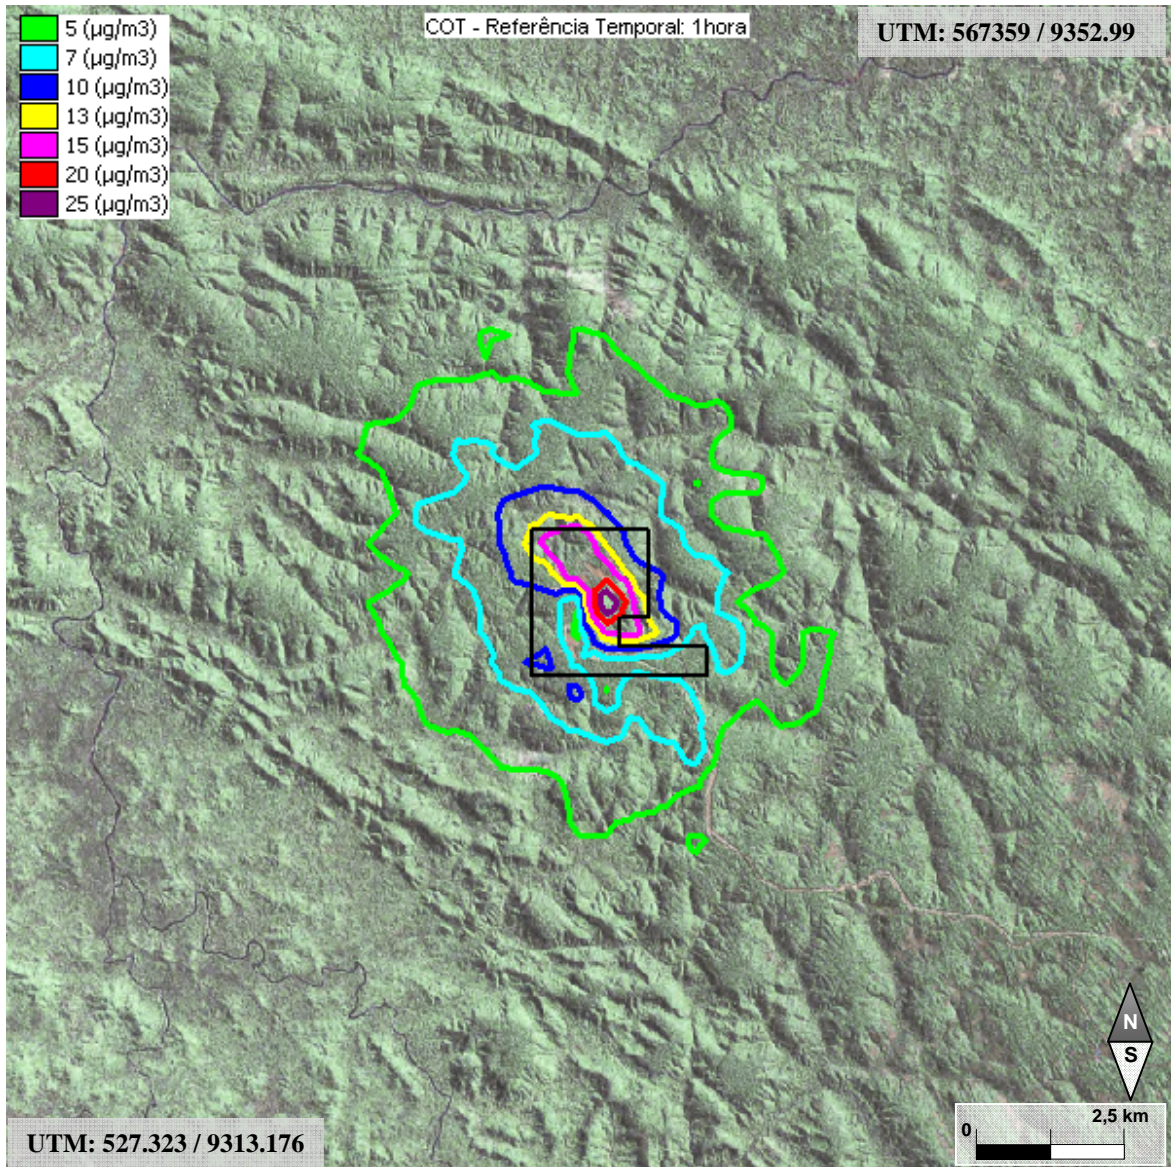 COT - Referência Temporal: 1hora
UTM: 567359 / 9352.99
5 (µg/m3)
7 (µg/m3)
10 (µg/m3)
13 (µg/m3)
15 (µg/m3)
20 (µg/m3)
25 (µg/m3)
N
S
0 2,5 km
UTM: 527.323 / 9313.176